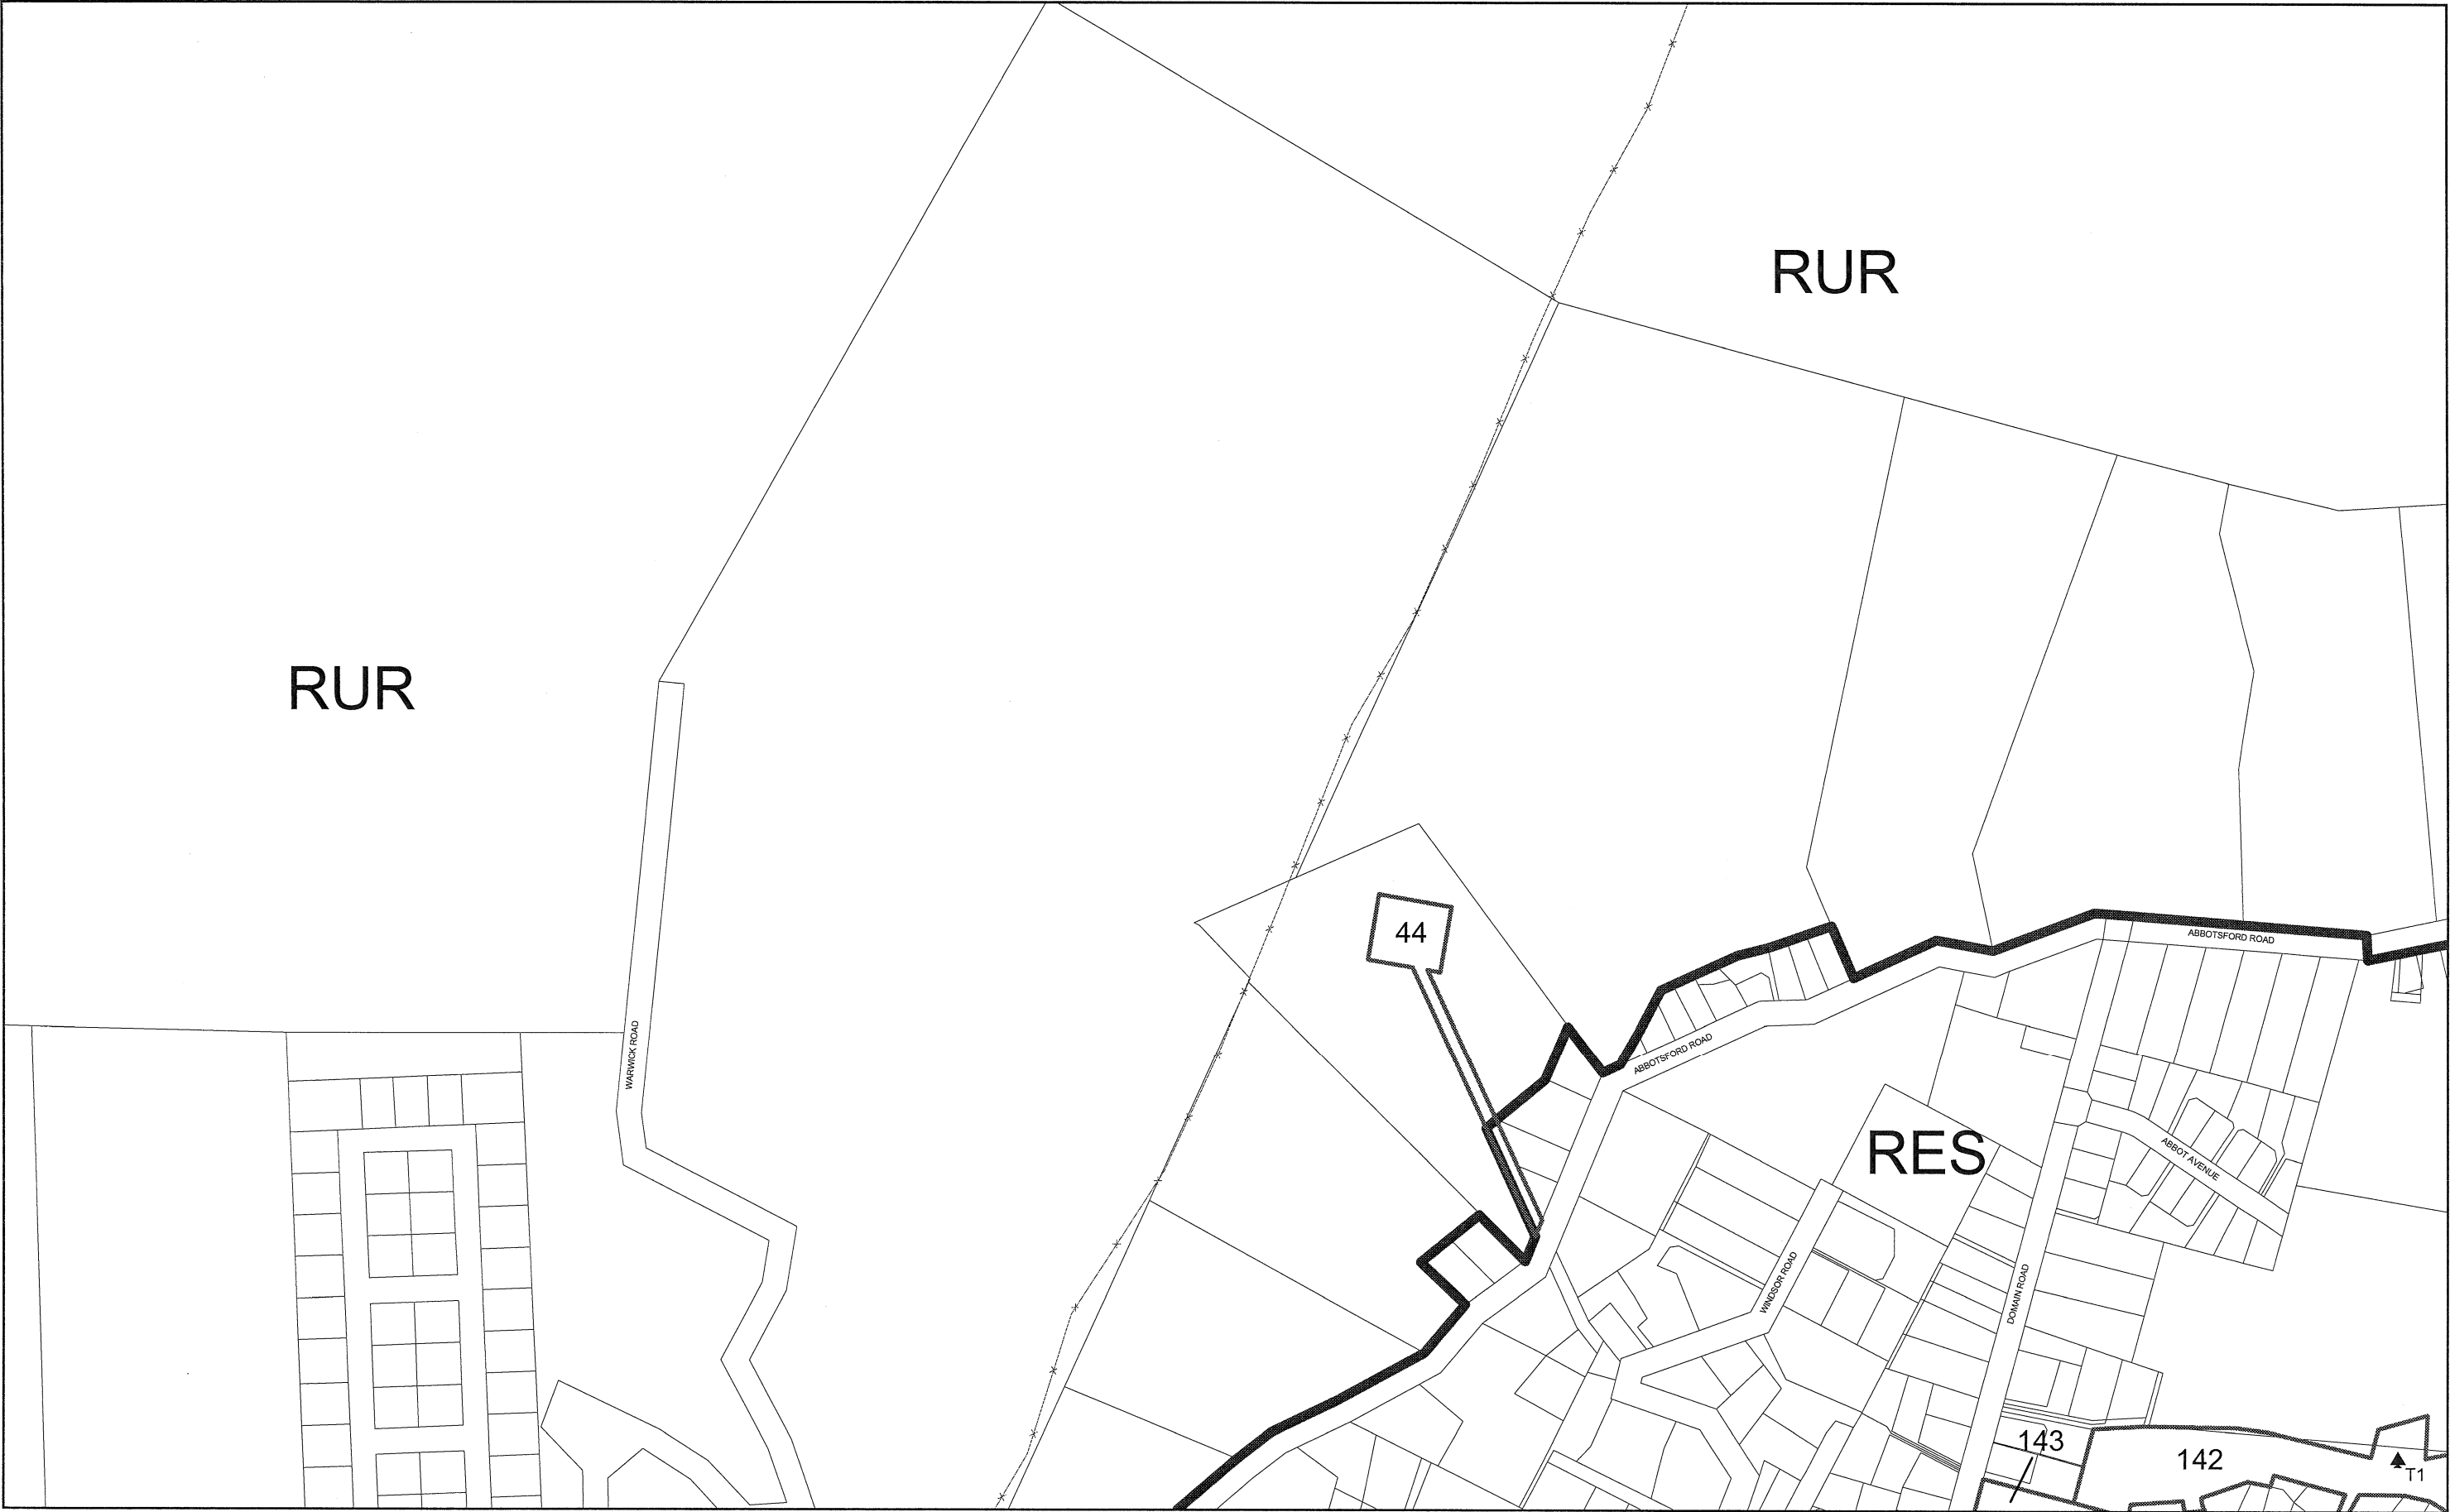 RUR
RUR
44
ABBOTSFORD ROAD
ABBOTSFORD ROAD
WARWICK ROAD
RES
ABBOT AVENUE
WINDSOR ROAD
DOMAIN ROAD
143
142
T1